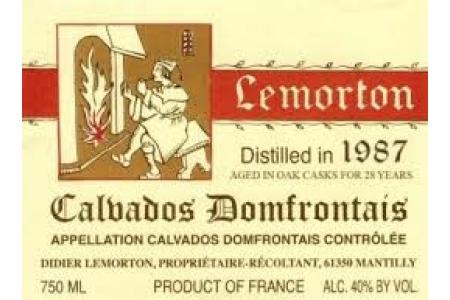 Lemorton
Distilled in 1987
AGED IN OAK CASKS FOR 28 YEARS
Calvados Domfrontais
APPELLATION CALVADOS DOMFRONTAIS CONTRÔLÉE
DIDIER LEMORTON, PROPRIÉTAIRE-RÉCOLTANT, 61350 MANTILLY
750 ML PRODUCT OF FRANCE ALC. 40% BY VOL.